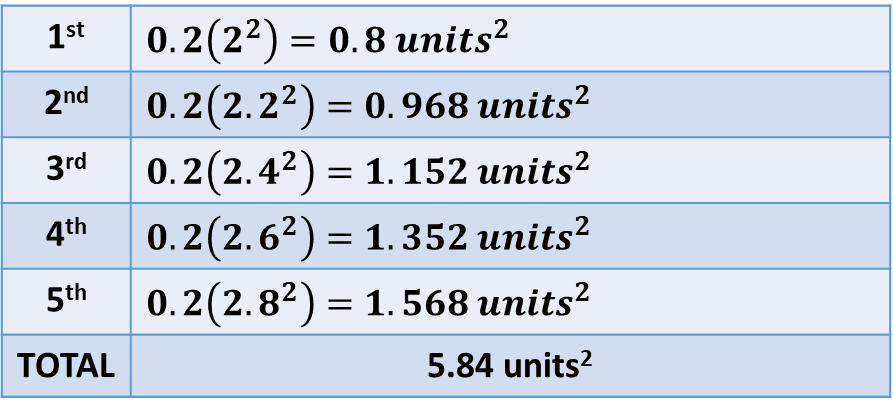 1ˢᵗ 0.2(2²) = 0.8 units²
2ⁿᵈ 0.2(2.2²) = 0.968 units²
3ʳᵈ 0.2(2.4²) = 1.152 units²
4ᵗʰ 0.2(2.6²) = 1.352 units²
5ᵗʰ 0.2(2.8²) = 1.568 units²
TOTAL 5.84 units²